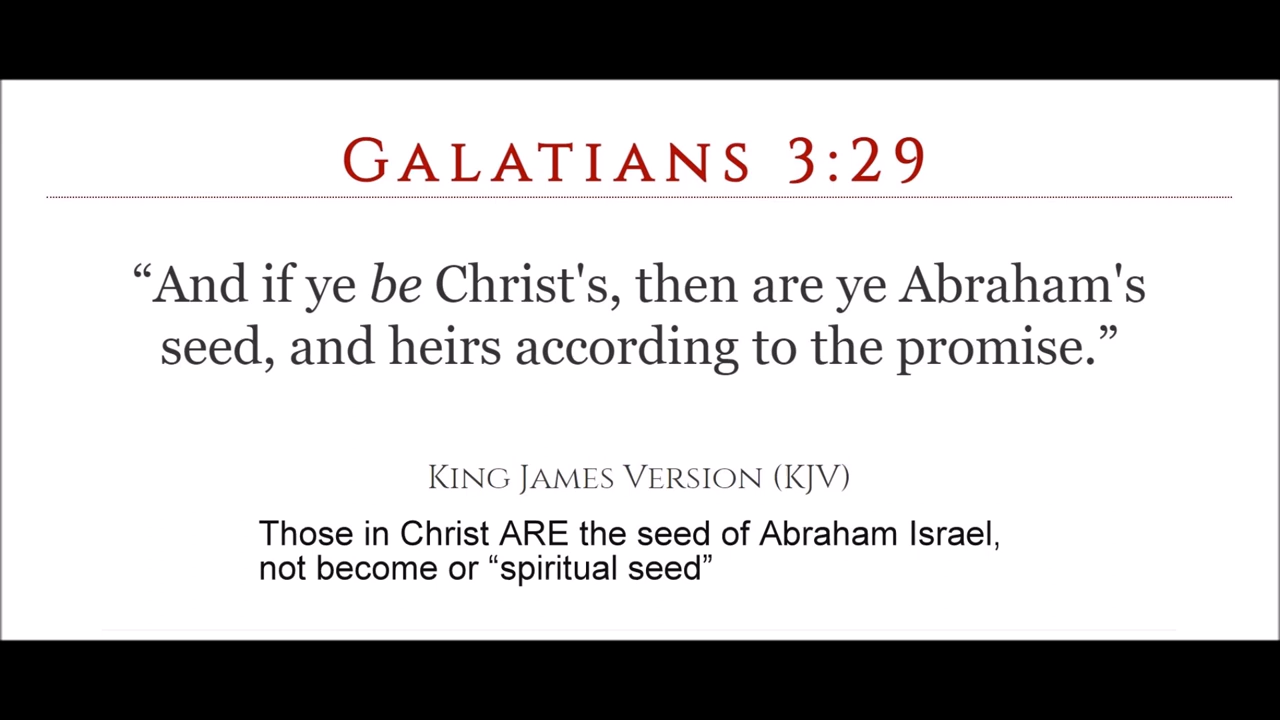 GALATIANS 3:29
“And if ye be Christ's, then are ye Abraham's
seed, and heirs according to the promise.”
KING JAMES VERSION (KJV)
Those in Christ ARE the seed of Abraham Israel,
not become or “spiritual seed”